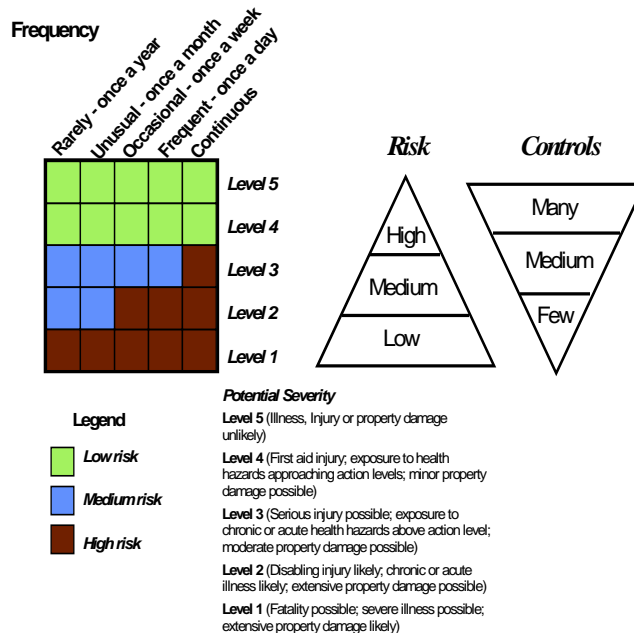 Frequency
Rarely - once a year
Unusual - once a month
Occasional - once a week
Frequent - once a day
Continuous
Level 5
Level 4
Level 3
Level 2
Level 1
Risk
High
Medium
Low
Controls
Many
Medium
Few
Legend
Low risk
Medium risk
High risk
Potential Severity
Level 5 (Illness, Injury or property damage
unlikely)
Level 4 (First aid injury; exposure to health
hazards approaching action levels; minor property
damage possible)
Level 3 (Serious injury possible; exposure to
chronic or acute health hazards above action level;
moderate property damage possible)
Level 2 (Disabling injury likely; chronic or acute
illness likely; extensive property damage possible)
Level 1 (Fatality possible; severe illness possible;
extensive property damage likely)